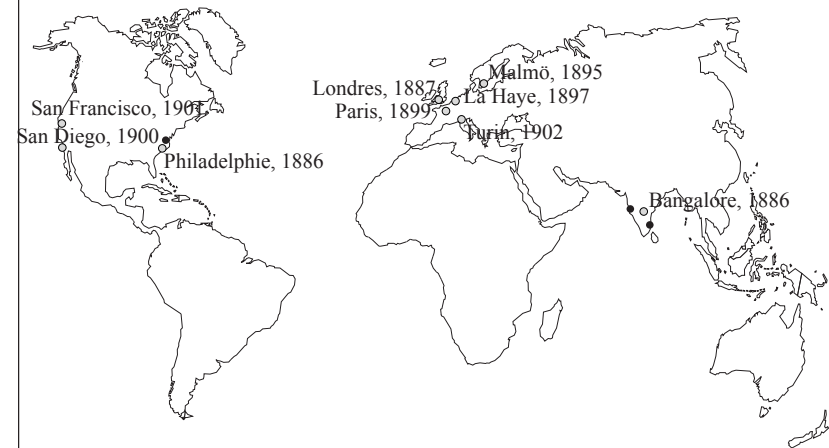 Malmö, 1895
Londres, 1887
La Haye, 1897
Paris, 1899
San Francisco, 1901
Turin, 1902
San Diego, 1900
Philadelphie, 1886
Bangalore, 1886